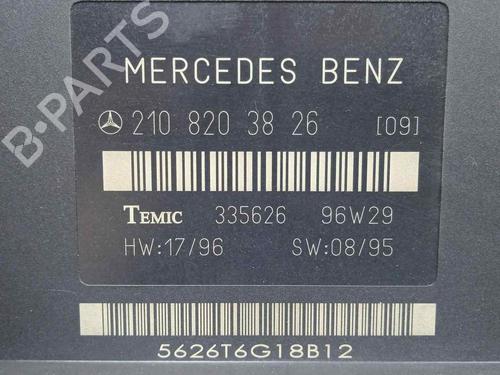 B-PARTS
MERCEDES BENZ
210 820 38 26 [09]
TEMIC 335626 96W29
HW:17/96 SW:08/95
5626T6G18B12